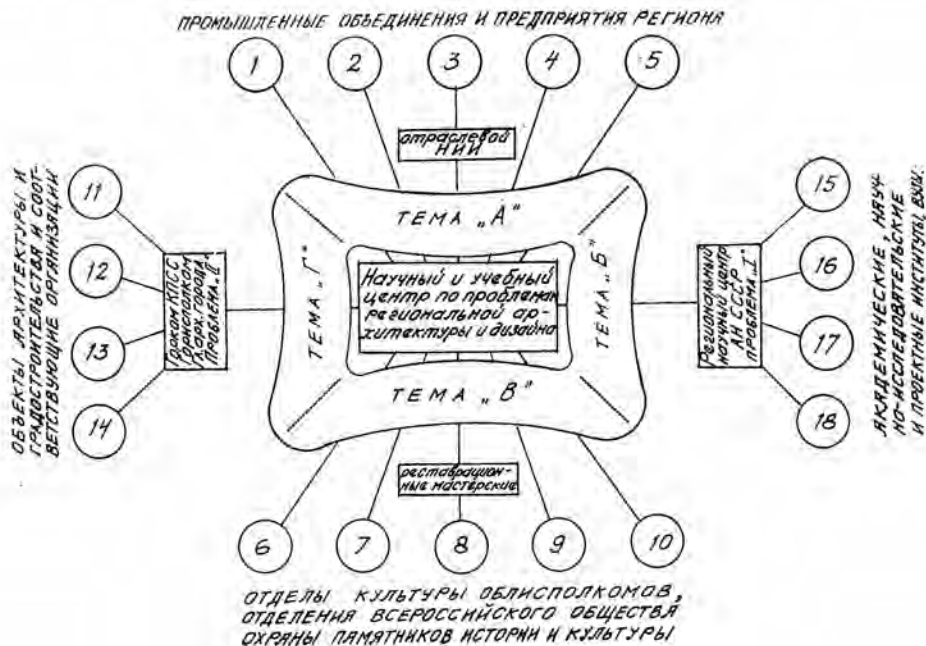 ПРОМЫШЛЕННЫЕ ОБЪЕДИНЕНИЯ И ПРЕДПРИЯТИЯ РЕГИОНА
1 2 3 4 5
отраслевой
НИИ
ТЕМА „А"
ОБЪЕКТЫ АРХИТЕКТУРЫ И
ГРАДОСТРОИТЕЛЬСТВА И СООТ-
ВЕТСТВУЮЩИЕ ОРГАНИЗАЦИИ
11
12
13
14
Горком КПСС
Горисполком
Гл. арх. города
Проблема „II"
ТЕМА „Г"
Научный и учебный
центр по проблемам
региональной ар-
хитектуры и дизайна
ТЕМА „Б"
Региональный
научный центр
АН СССР
проблема „I"
15
16
17
18
АКАДЕМИЧЕСКИЕ, НАУЧ-
НО-ИССЛЕДОВАТЕЛЬСКИЕ
И ПРОЕКТНЫЕ ИНСТИТУТЫ, ВУЗЫ.
ТЕМА „В"
реставрацион-
ные мастерские
6 7 8 9 10
ОТДЕЛЫ КУЛЬТУРЫ ОБЛИСПОЛКОМОВ,
ОТДЕЛЕНИЯ ВСЕРОССИЙСКОГО ОБЩЕСТВА
ОХРАНЫ ПАМЯТНИКОВ ИСТОРИИ И КУЛЬТУРЫ